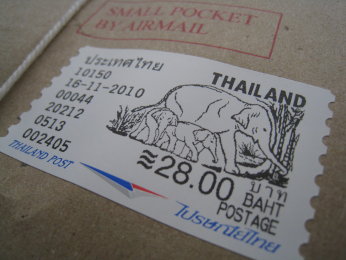 SMALL POCKET
BY AIRMAIL
ประเทศไทย
10150
16-11-2010
00044
20212
0513
002405
THAILAND
≈28.00 บาท
BAHT
POSTAGE
THAILAND POST
ไปรษณีย์ไทย